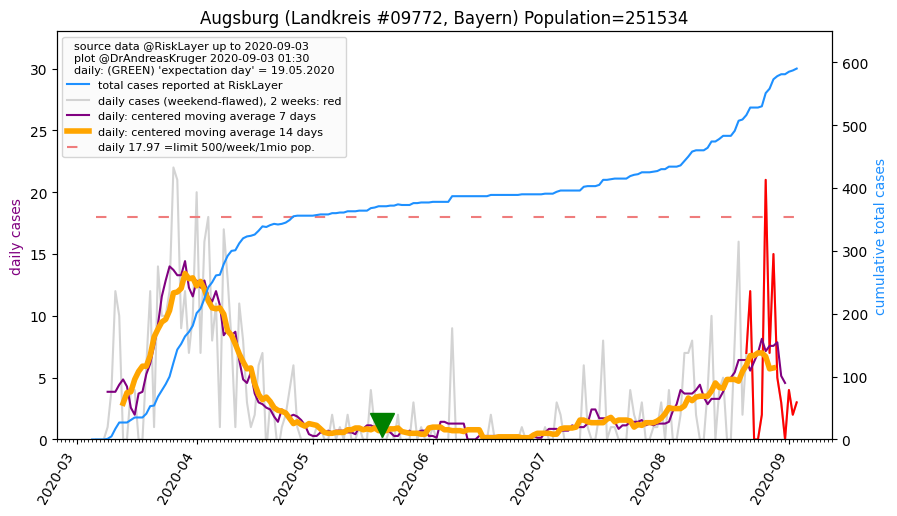 Augsburg (Landkreis #09772, Bayern) Population=251534
source data @RiskLayer up to 2020-09-03
plot @DrAndreasKruger 2020-09-03 01:30
daily: (GREEN) 'expectation day' = 19.05.2020
total cases reported at RiskLayer
daily cases (weekend-flawed), 2 weeks: red
daily: centered moving average 7 days
daily: centered moving average 14 days
daily 17.97 =limit 500/week/1mio pop.
daily cases
30
25
20
15
10
5
0
cumulative total cases
600
500
400
300
200
100
0
2020-03
2020-04
2020-05
2020-06
2020-07
2020-08
2020-09